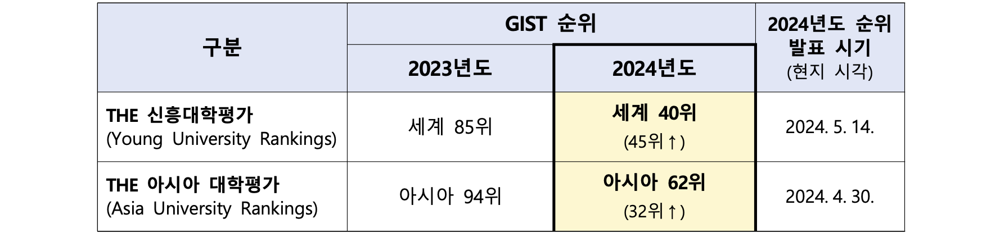 구분
GIST 순위
2024년도 순위
발표 시기
(현지 시각)
2023년도
2024년도
THE 신흥대학평가
(Young University Rankings)
세계 85위
세계 40위
(45위↑)
2024. 5. 14.
THE 아시아 대학평가
(Asia University Rankings)
아시아 94위
아시아 62위
(32위↑)
2024. 4. 30.